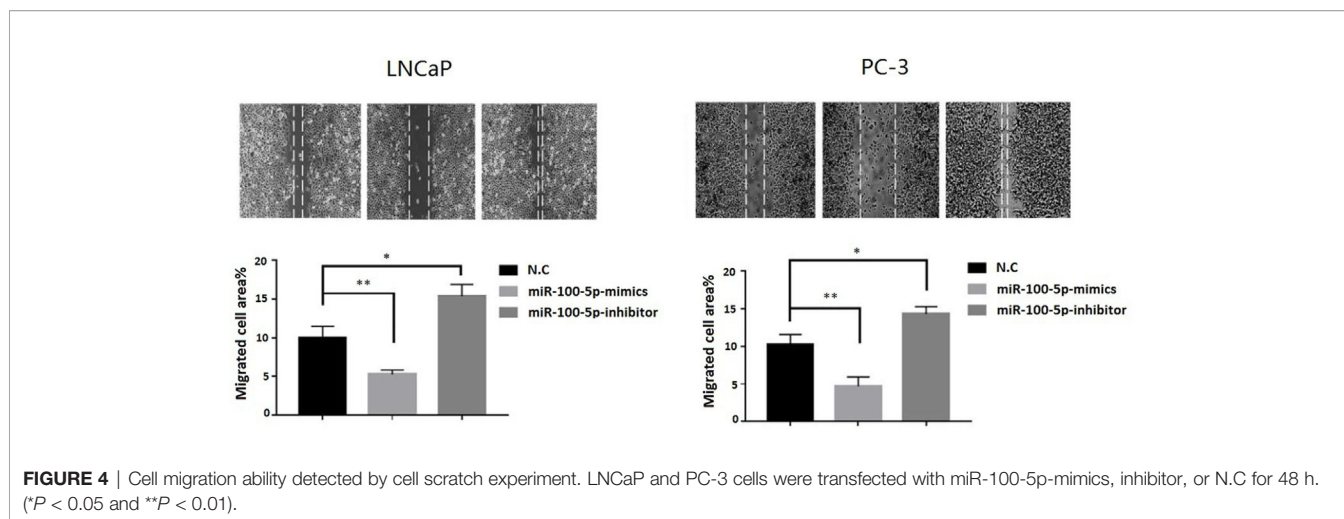 LNCaP
PC-3
*
**
Migrated cell area%
20
15
10
5
0
N.C
miR-100-5p-mimics
miR-100-5p-inhibitor
*
**
Migrated cell area%
20
15
10
5
0
N.C
miR-100-5p-mimics
miR-100-5p-inhibitor
FIGURE 4 | Cell migration ability detected by cell scratch experiment. LNCaP and PC-3 cells were transfected with miR-100-5p-mimics, inhibitor, or N.C for 48 h.
(*P < 0.05 and **P < 0.01).